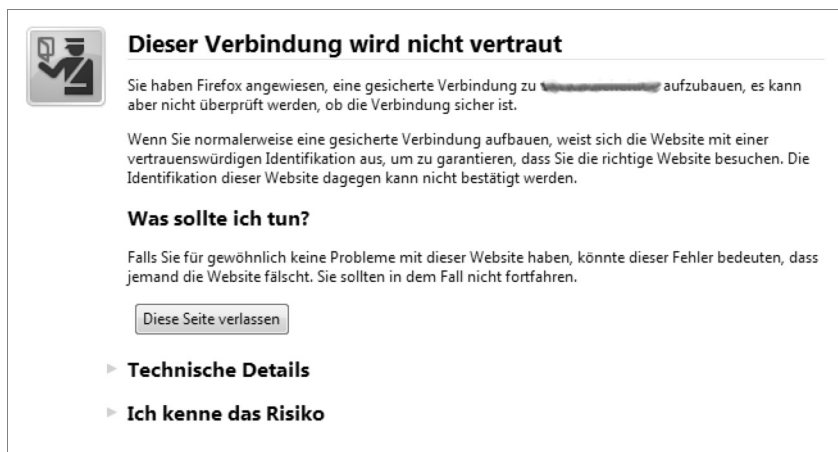 Dieser Verbindung wird nicht vertraut
Sie haben Firefox angewiesen, eine gesicherte Verbindung zu aufzubauen, es kann
aber nicht überprüft werden, ob die Verbindung sicher ist.
Wenn Sie normalerweise eine gesicherte Verbindung aufbauen, weist sich die Website mit einer
vertrauenswürdigen Identifikation aus, um zu garantieren, dass Sie die richtige Website besuchen. Die
Identifikation dieser Website dagegen kann nicht bestätigt werden.
Was sollte ich tun?
Falls Sie für gewöhnlich keine Probleme mit dieser Website haben, könnte dieser Fehler bedeuten, dass
jemand die Website fälscht. Sie sollten in dem Fall nicht fortfahren.
Diese Seite verlassen
Technische Details
Ich kenne das Risiko